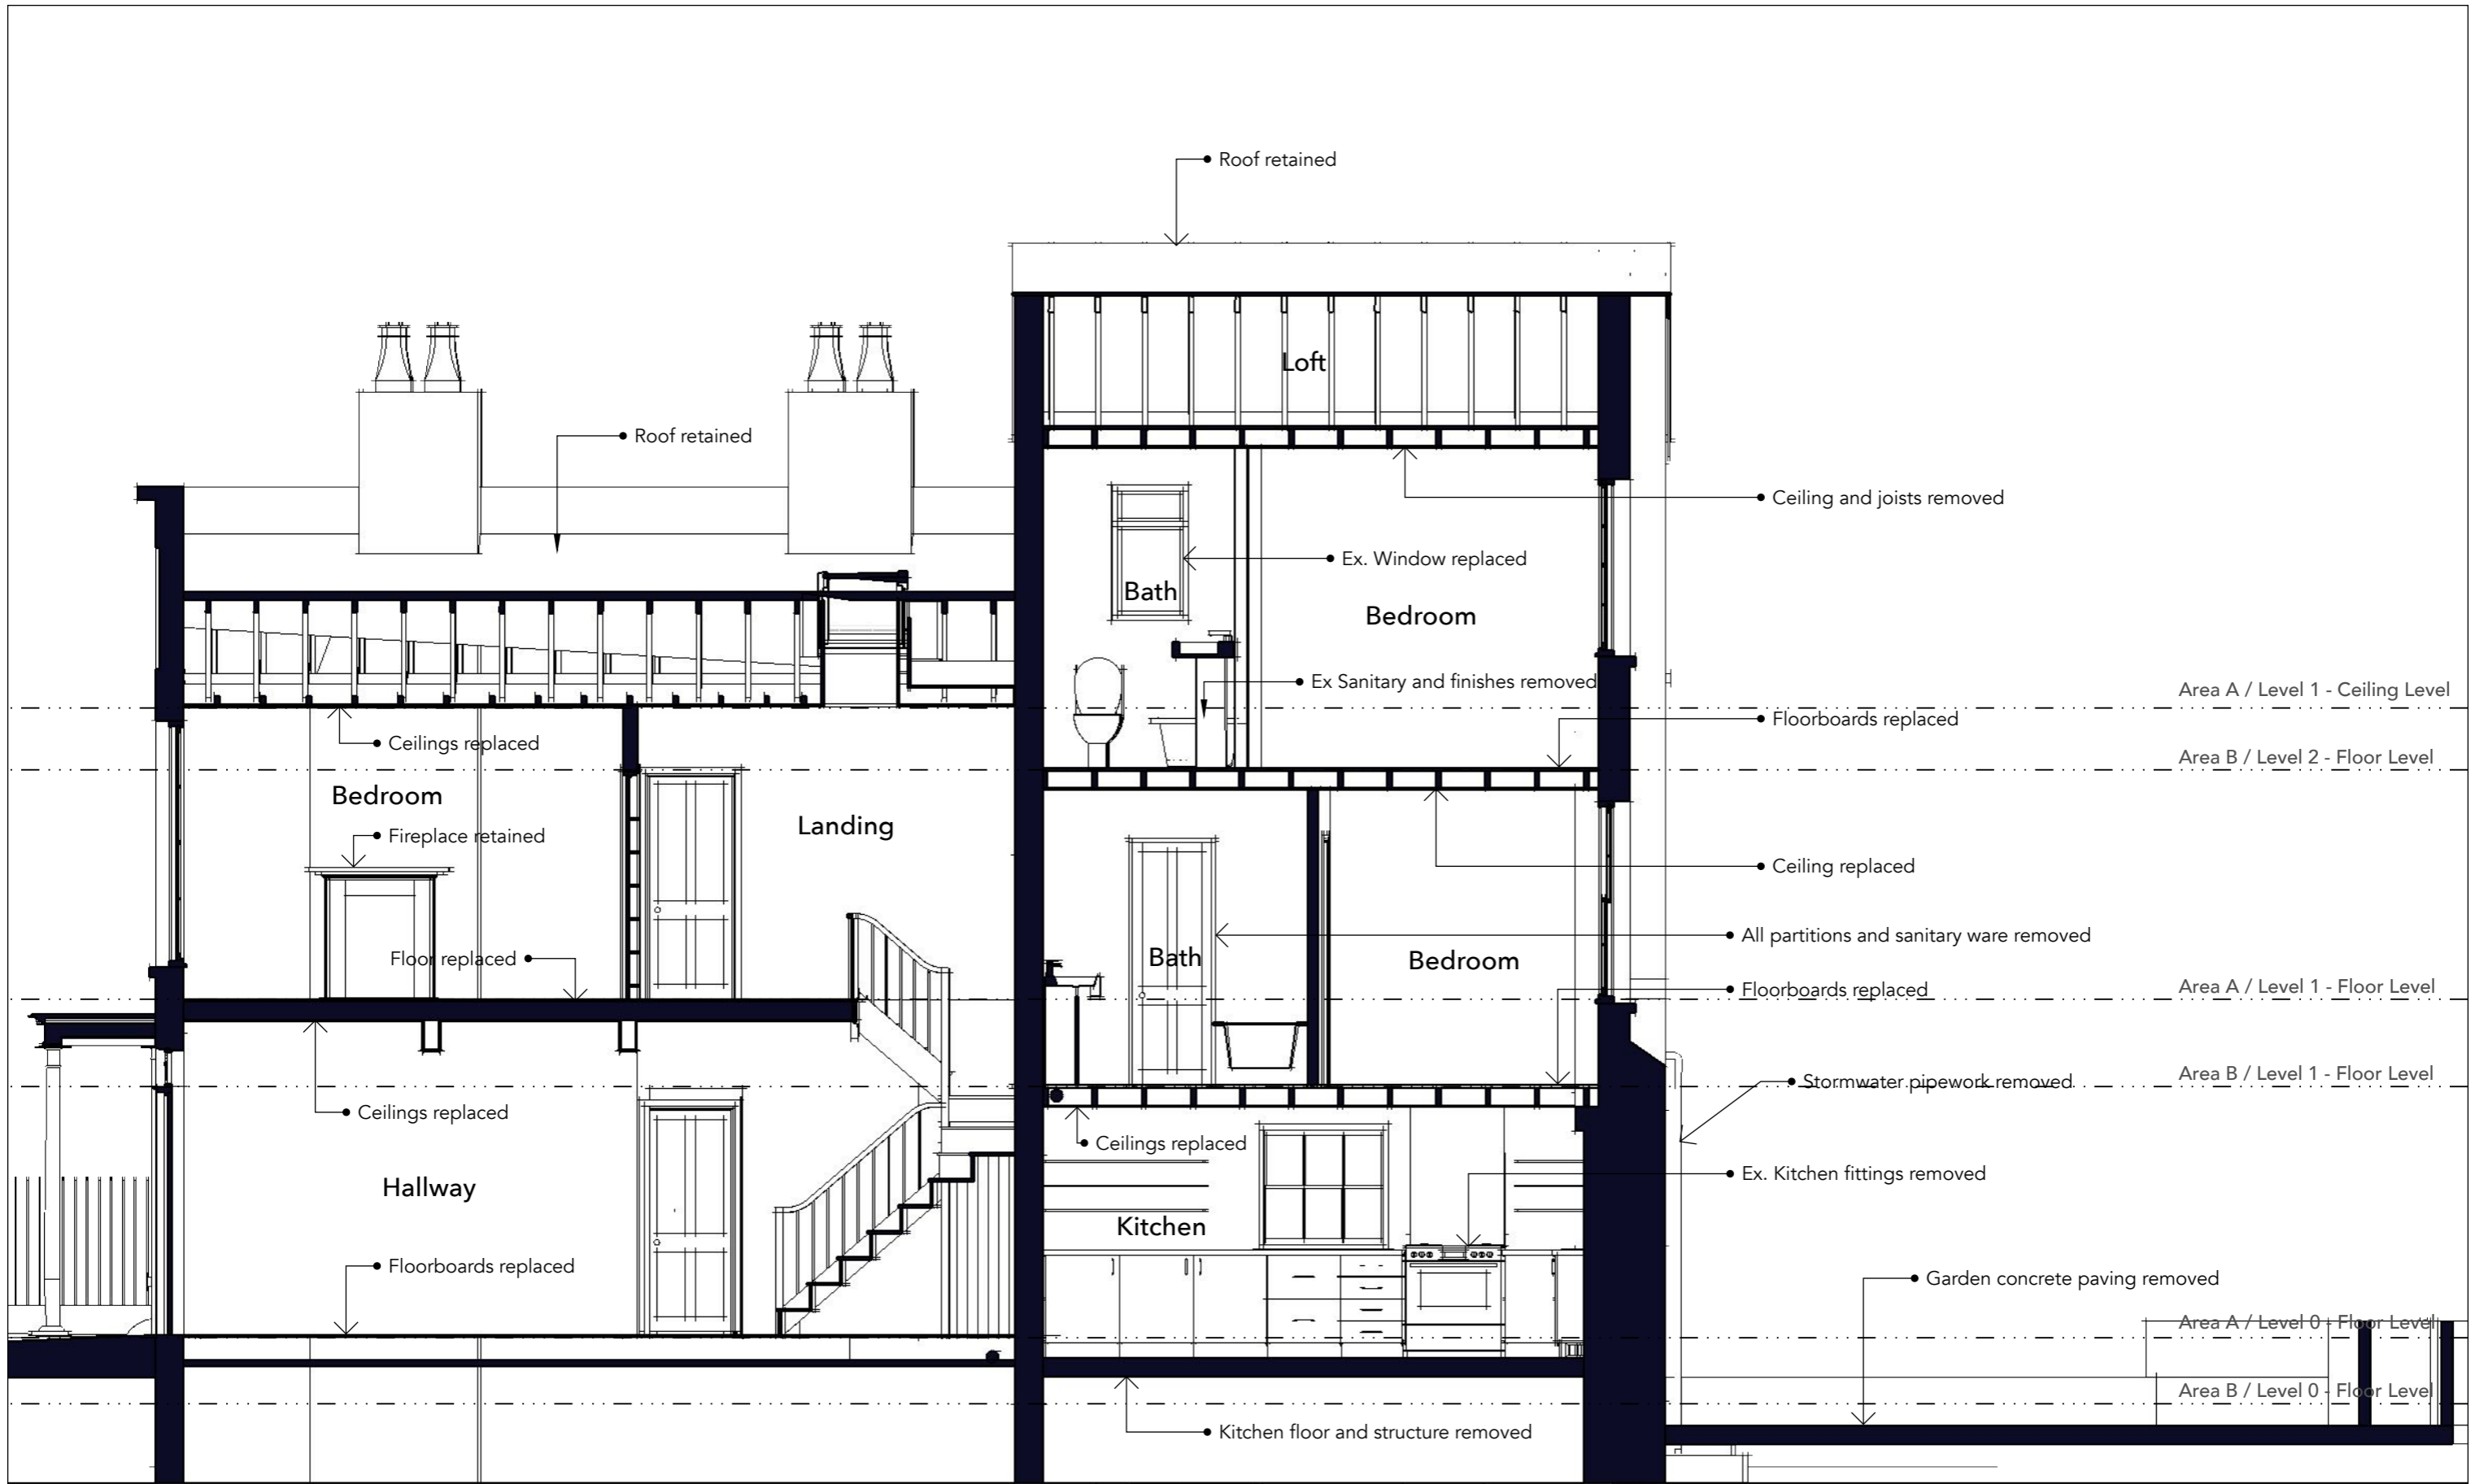 Roof retained
Loft
Roof retained
Ceiling and joists removed
Ex. Window replaced
Bath
Bedroom
Ex Sanitary and finishes removed
Area A / Level 1 - Ceiling Level
Floorboards replaced
Ceilings replaced
Area B / Level 2 - Floor Level
Bedroom
Landing
Fireplace retained
Ceiling replaced
All partitions and sanitary ware removed
Floor replaced
Bath
Bedroom
Floorboards replaced
Area A / Level 1 - Floor Level
Area B / Level 1 - Floor Level
Stormwater pipework removed
Ceilings replaced
Ceilings replaced
Ex. Kitchen fittings removed
Hallway
Kitchen
Floorboards replaced
Garden concrete paving removed
Area A / Level 0 - Floor Level
Area B / Level 0 - Floor Level
Kitchen floor and structure removed